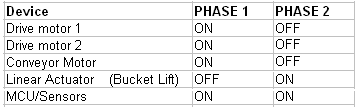 Device PHASE 1 PHASE 2
Drive motor 1 ON OFF
Drive motor 2 ON OFF
Conveyor Motor ON OFF
Linear Actuator (Bucket Lift) OFF ON
MCU/Sensors ON ON